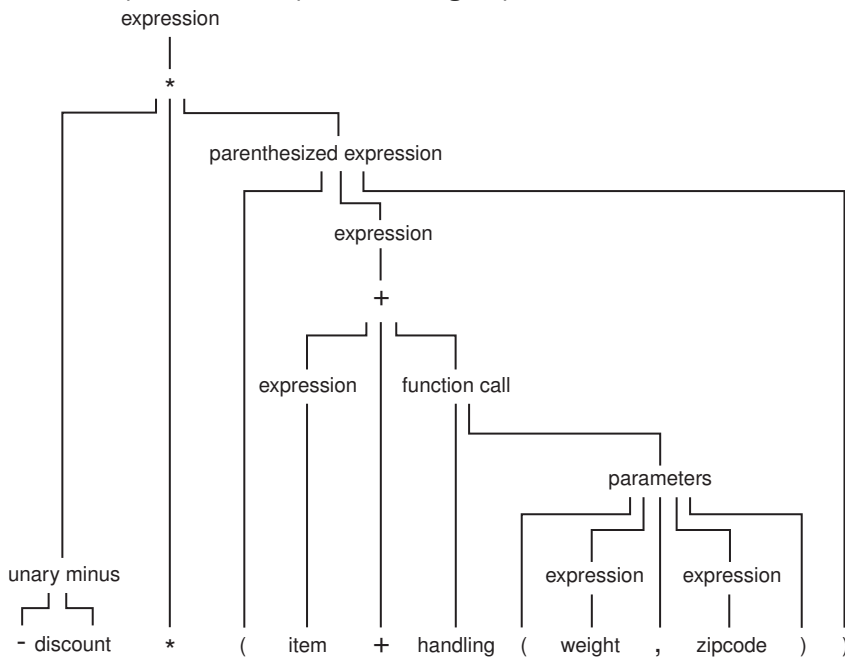 expression
*
parenthesized expression
expression
+
expression function call
parameters
unary minus expression expression
- discount * ( item + handling ( weight , zipcode ) )